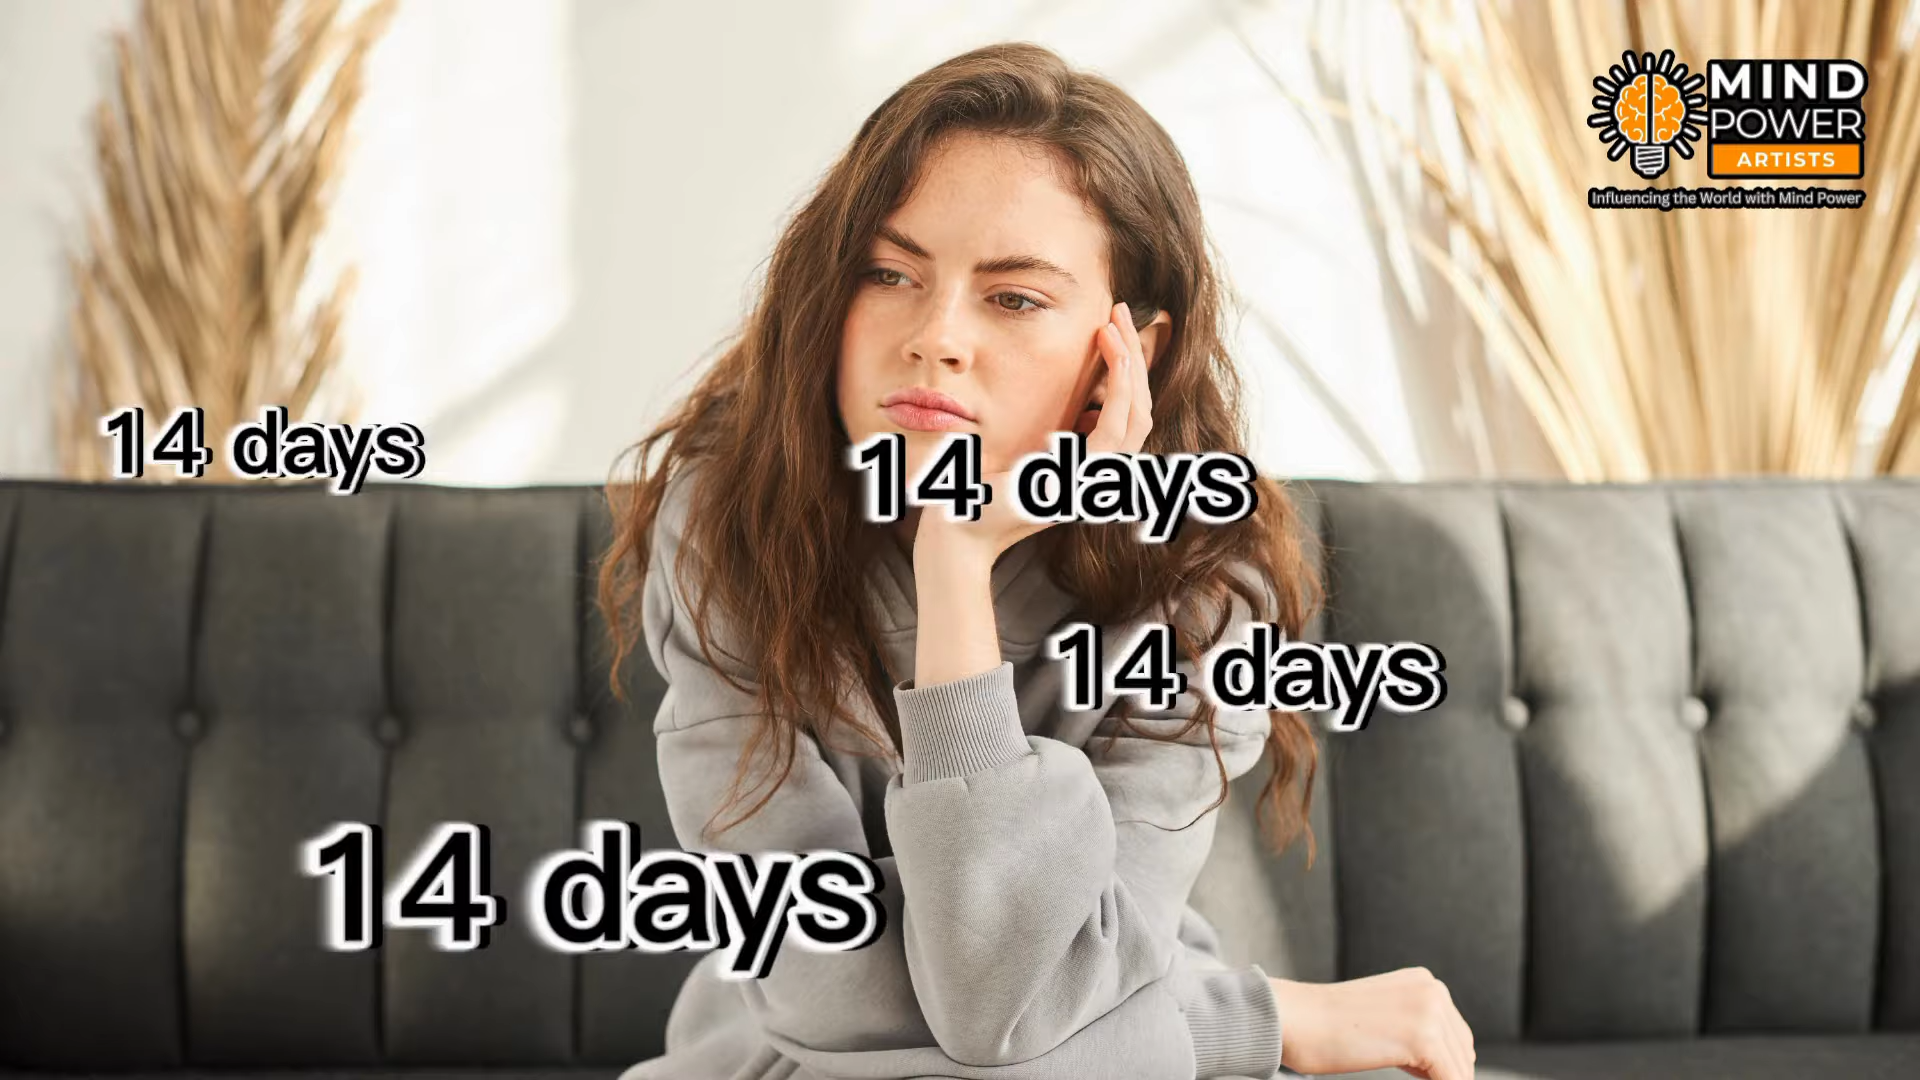 MIND
POWER
ARTISTS
Influencing the World with Mind Power
14 days
14 days
14 days
14 days